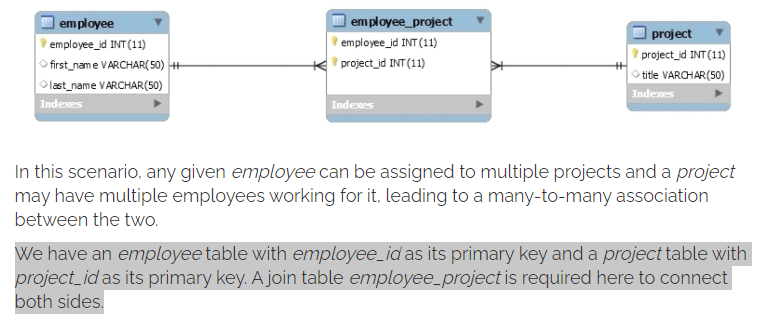 employee
employee_id INT(11)
first_name VARCHAR(50)
last_name VARCHAR(50)
Indexes
employee_project
employee_id INT(11)
project_id INT(11)
Indexes
project
project_id INT(11)
title VARCHAR(50)
Indexes
In this scenario, any given employee can be assigned to multiple projects and a project
may have multiple employees working for it, leading to a many-to-many association
between the two.
We have an employee table with employee_id as its primary key and a project table with
project_id as its primary key. A join table employee_project is required here to connect
both sides.